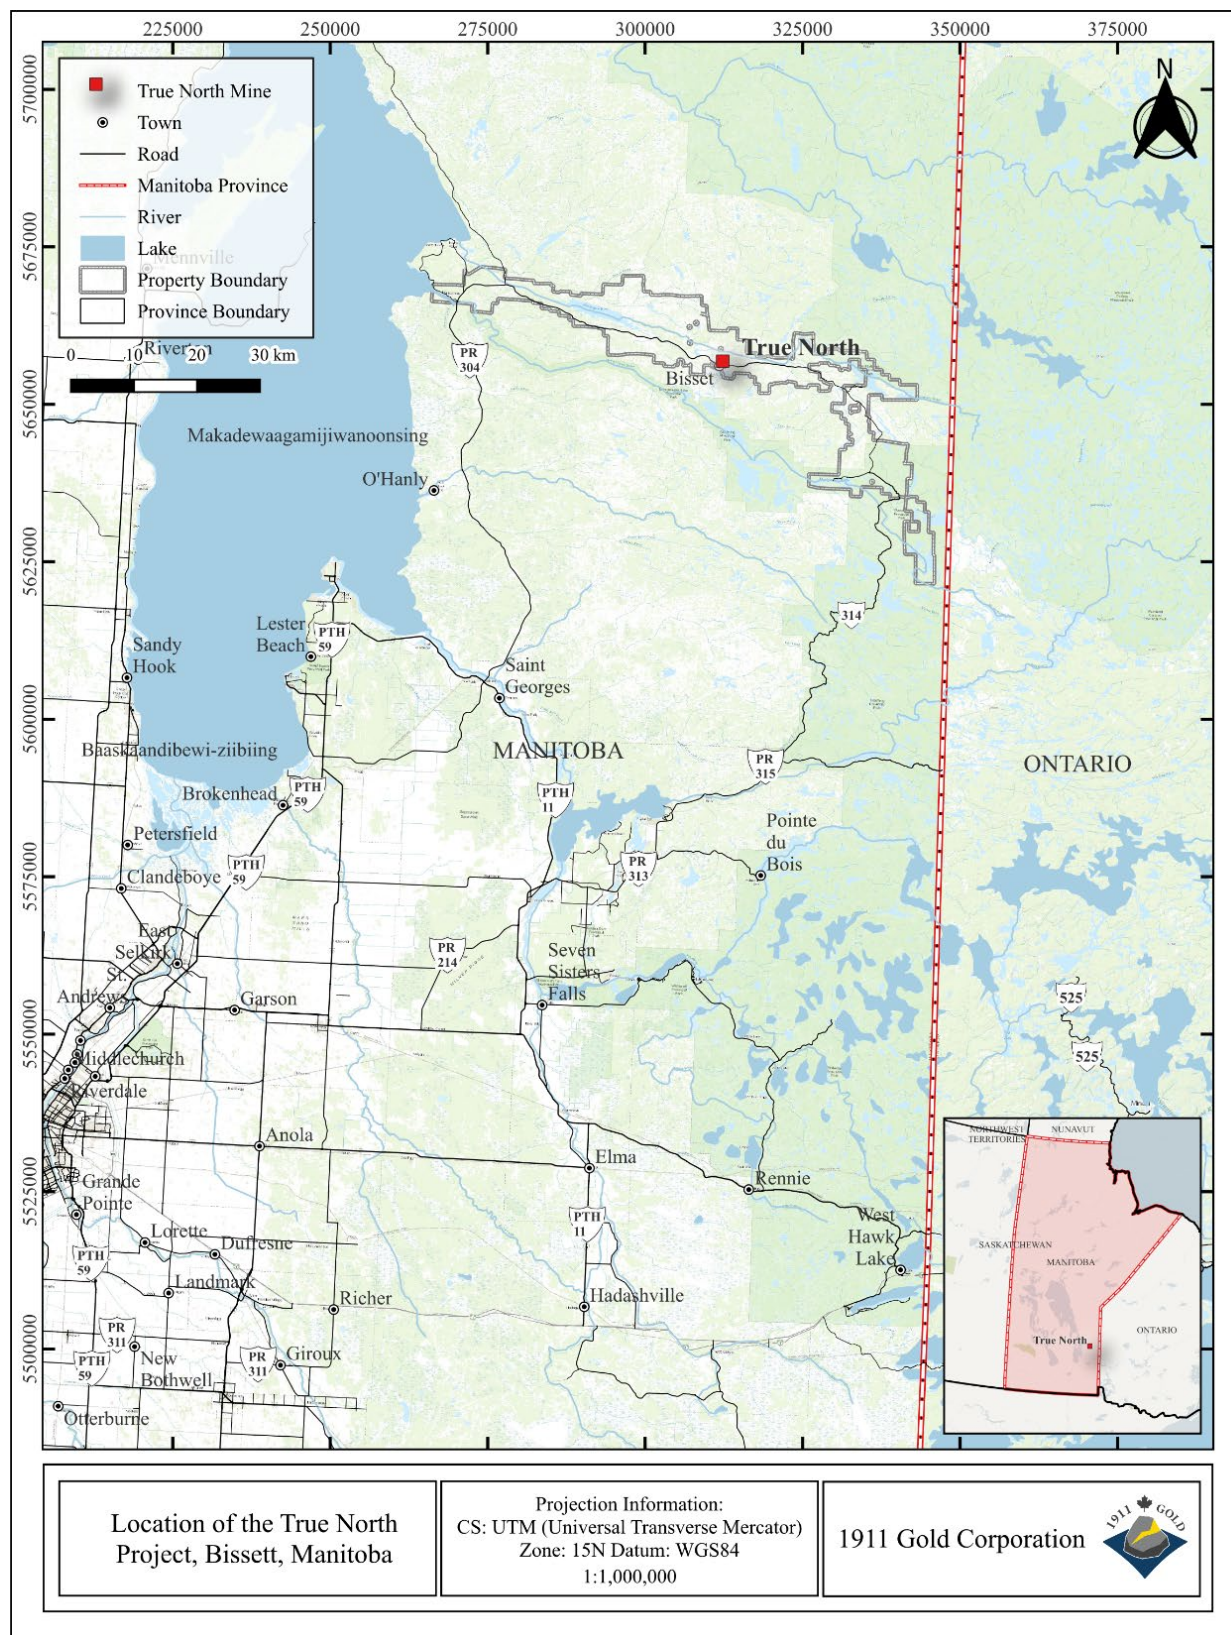 225000 250000 275000 300000 325000 350000 375000
5700000
5675000
5650000
5625000
5600000
5575000
5550000
5525000
5500000
N
True North Mine
Town
Road
Manitoba Province
River
Lake
Property Boundary
Province Boundary
Mennville
Riverton
0 10 20 30 km
PR
304
True North
Bisset
Makadewaagamijiwanoonsing
O'Hanly
Lester
Beach
PTH
59
314
Sandy
Hook
Saint
Georges
Baaskaandibewi-ziibiing
MANITOBA
PR
315
ONTARIO
Brokenhead
PTH
59
PTH
11
Petersfield
Pointe
du
Bois
Clandeboye
PTH
59
PR
313
East
Selkirk
PR
214
Seven
Sisters
Falls
St.
Andrews
Garson
525
525
Middlechurch
Riverdale
Anola
Elma
Rennie
Grande
Pointe
PTH
11
West
Hawk
Lake
Lorette
Dufresne
PTH
59
Landmark
Richer
Hadashville
PR
311
PTH
59
New
Bothwell
PR
311
Giroux
Otterburne
NORTHWEST
TERRITORIES
NUNAVUT
SASKATCHEWAN
MANITOBA
True North
ONTARIO
Location of the True North
Project, Bissett, Manitoba
Projection Information:
CS: UTM (Universal Transverse Mercator)
Zone: 15N Datum: WGS84
1:1,000,000
1911 Gold Corporation
1911 GOLD